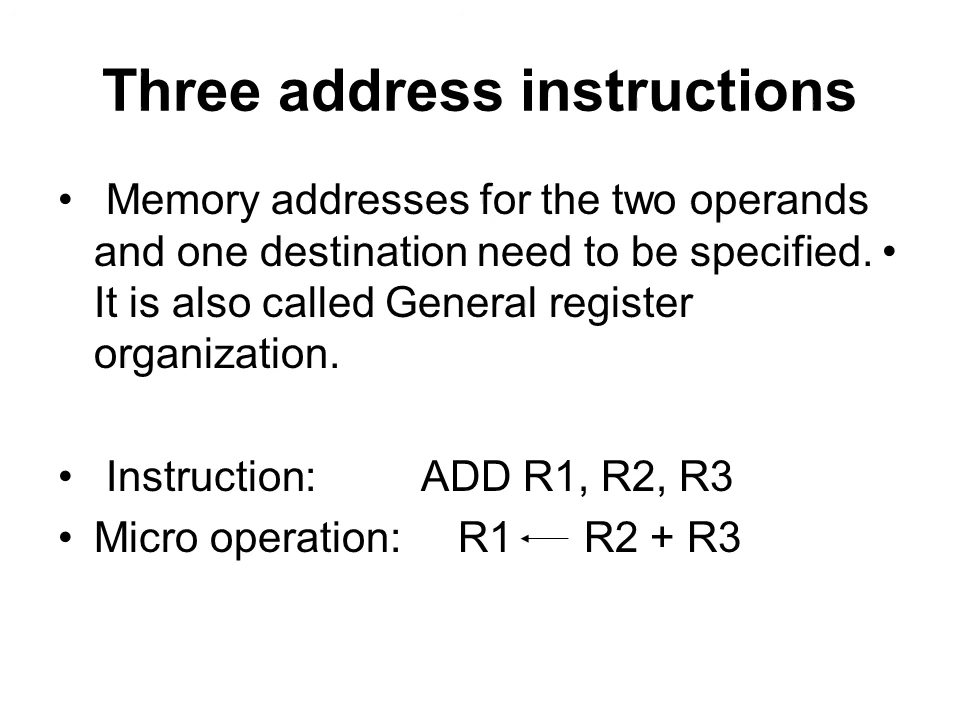 Three address instructions
• Memory addresses for the two operands
and one destination need to be specified. •
It is also called General register
organization.
• Instruction: ADD R1, R2, R3
• Micro operation: R1 ← R2 + R3